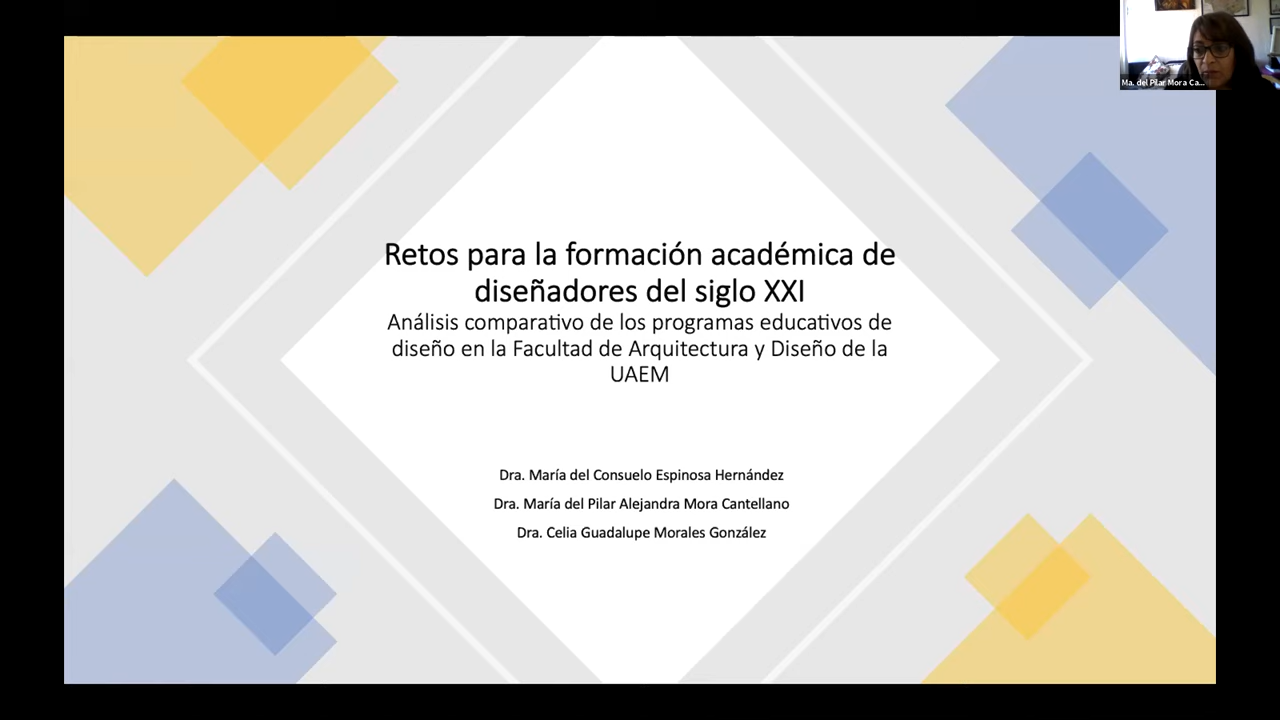 Ma. del Pilar Mora Ca...
Retos para la formación académica de
diseñadores del siglo XXI
Análisis comparativo de los programas educativos de
diseño en la Facultad de Arquitectura y Diseño de la
UAEM
Dra. María del Consuelo Espinosa Hernández
Dra. María del Pilar Alejandra Mora Cantellano
Dra. Celia Guadalupe Morales González